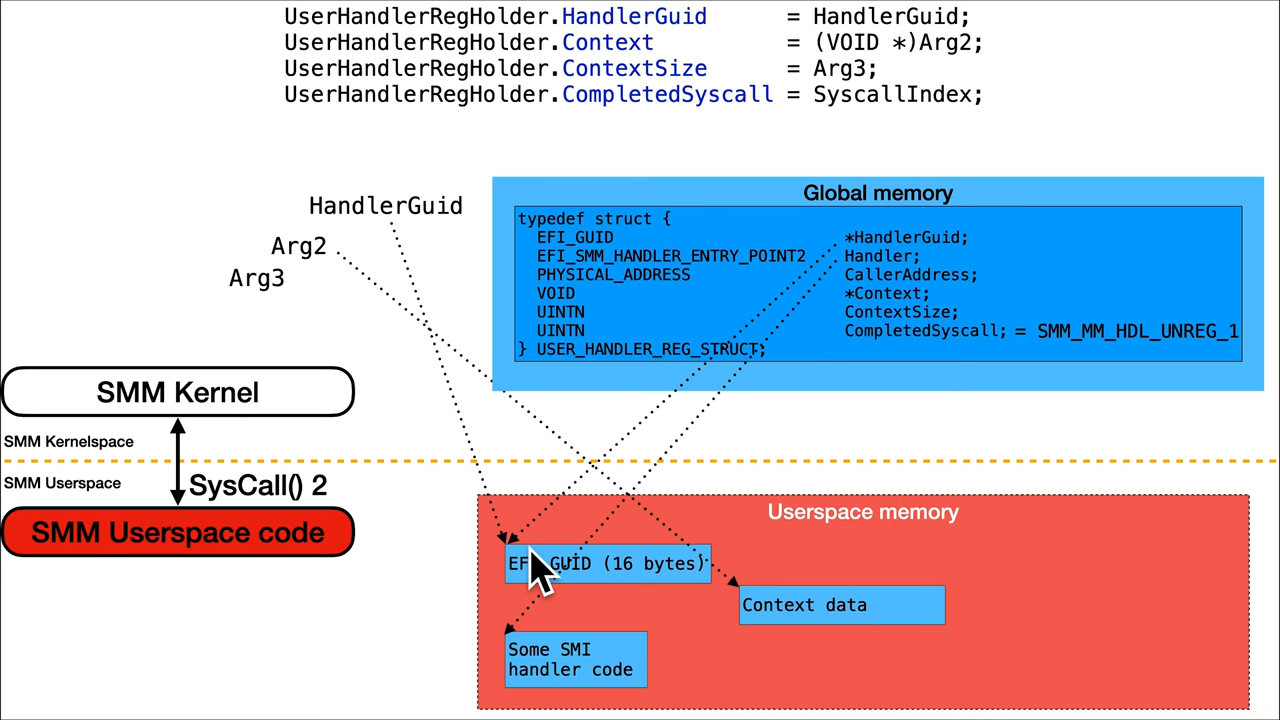 UserHandlerRegHolder.HandlerGuid = HandlerGuid;
UserHandlerRegHolder.Context = (VOID *)Arg2;
UserHandlerRegHolder.ContextSize = Arg3;
UserHandlerRegHolder.CompletedSyscall = SyscallIndex;
HandlerGuid
Arg2
Arg3
Global memory
typedef struct {
EFI_GUID *HandlerGuid;
EFI_SMM_HANDLER_ENTRY_POINT2 Handler;
PHYSICAL_ADDRESS CallerAddress;
VOID *Context;
UINTN ContextSize;
UINTN CompletedSyscall; = SMM_MM_HDL_UNREG_1
} USER_HANDLER_REG_STRUCT;
SMM Kernel
SMM Kernelspace
SMM Userspace
SysCall() 2
SMM Userspace code
Userspace memory
EFI_GUID (16 bytes)
Context data
Some SMI
handler code